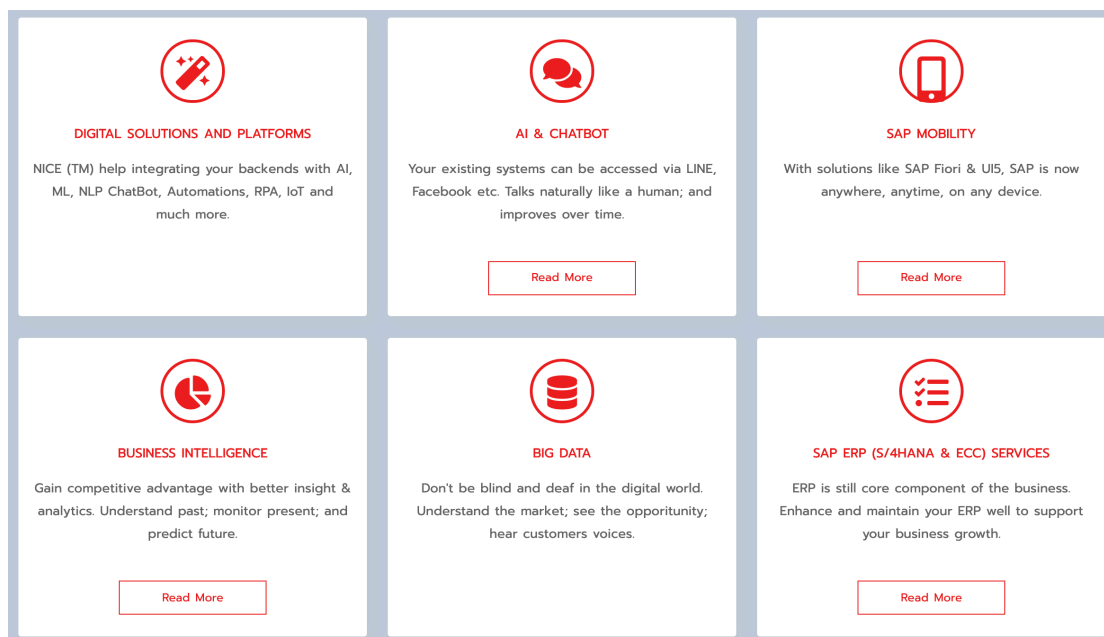 DIGITAL SOLUTIONS AND PLATFORMS
NICE (TM) help integrating your backends with AI,
ML, NLP ChatBot, Automations, RPA, IoT and
much more.
AI & CHATBOT
Your existing systems can be accessed via LINE,
Facebook etc. Talks naturally like a human; and
improves over time.
Read More
SAP MOBILITY
With solutions like SAP Fiori & UI5, SAP is now
anywhere, anytime, on any device.
Read More
BUSINESS INTELLIGENCE
Gain competitive advantage with better insight &
analytics. Understand past; monitor present; and
predict future.
Read More
BIG DATA
Don't be blind and deaf in the digital world.
Understand the market; see the opporitunity;
hear customers voices.
SAP ERP (S/4HANA & ECC) SERVICES
ERP is still core component of the business.
Enhance and maintain your ERP well to support
your business growth.
Read More